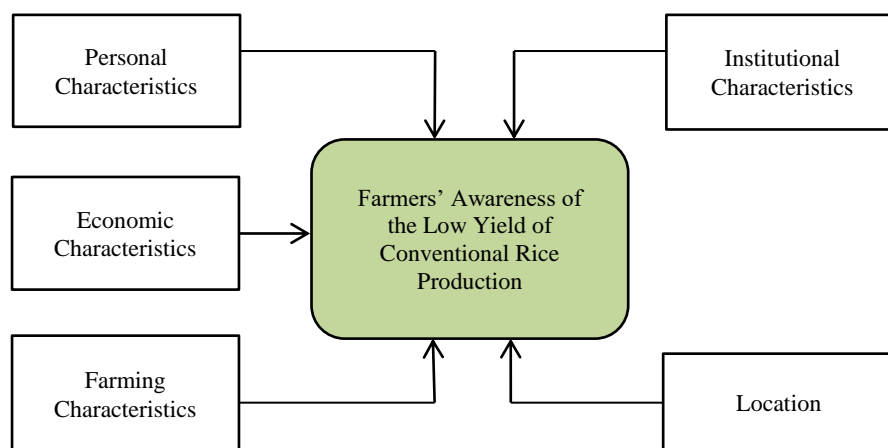 Personal
Characteristics
Institutional
Characteristics
Farmers’ Awareness of
the Low Yield of
Conventional Rice
Production
Economic
Characteristics
Farming
Characteristics
Location